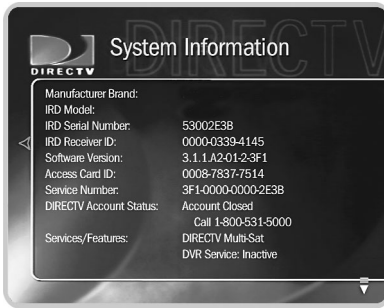 DIRECTV
System Information
DIRECTV
Manufacturer Brand:
IRD Model:
IRD Serial Number: 53002E3B
IRD Receiver ID: 0000-0339-4145
Software Version: 3.1.1.A2-01-2-3F1
Access Card ID: 0008-7837-7514
Service Number: 3F1-0000-0000-2E3B
DIRECTV Account Status: Account Closed
Call 1-800-531-5000
Services/Features: DIRECTV Multi-Sat
DVR Service: Inactive